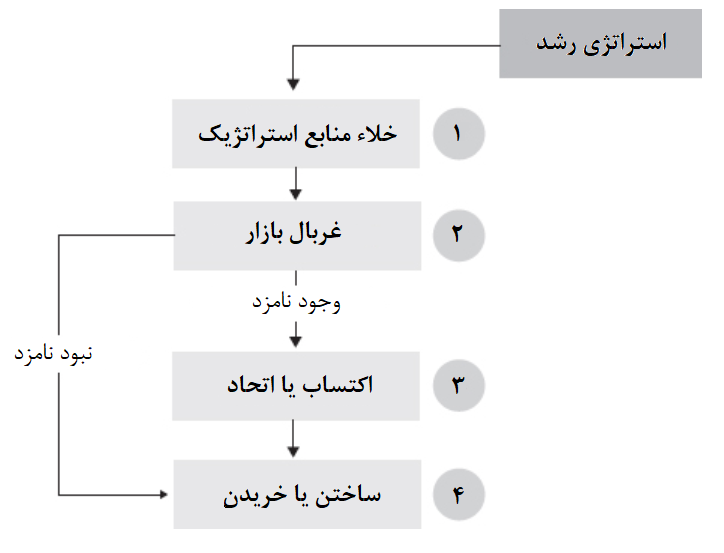 استراتژی رشد
خلاء منابع استراتژیک
۱
غربال بازار
۲
وجود نامزد
نبود نامزد
اکتساب یا اتحاد
۳
ساختن یا خریدن
۴